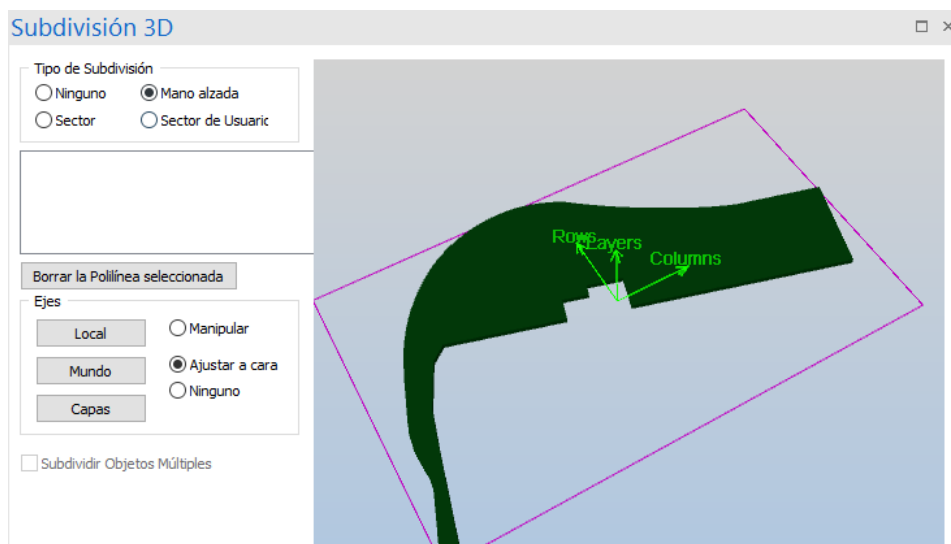 Subdivisión 3D
Tipo de Subdivisión
Ninguno
Mano alzada
Sector
Sector de Usuaric
Borrar la Polilínea seleccionada
Ejes
Local
Manipular
Mundo
Ajustar a cara
Ninguno
Capas
Subdividir Objetos Múltiples
Rows
Layers
Columns